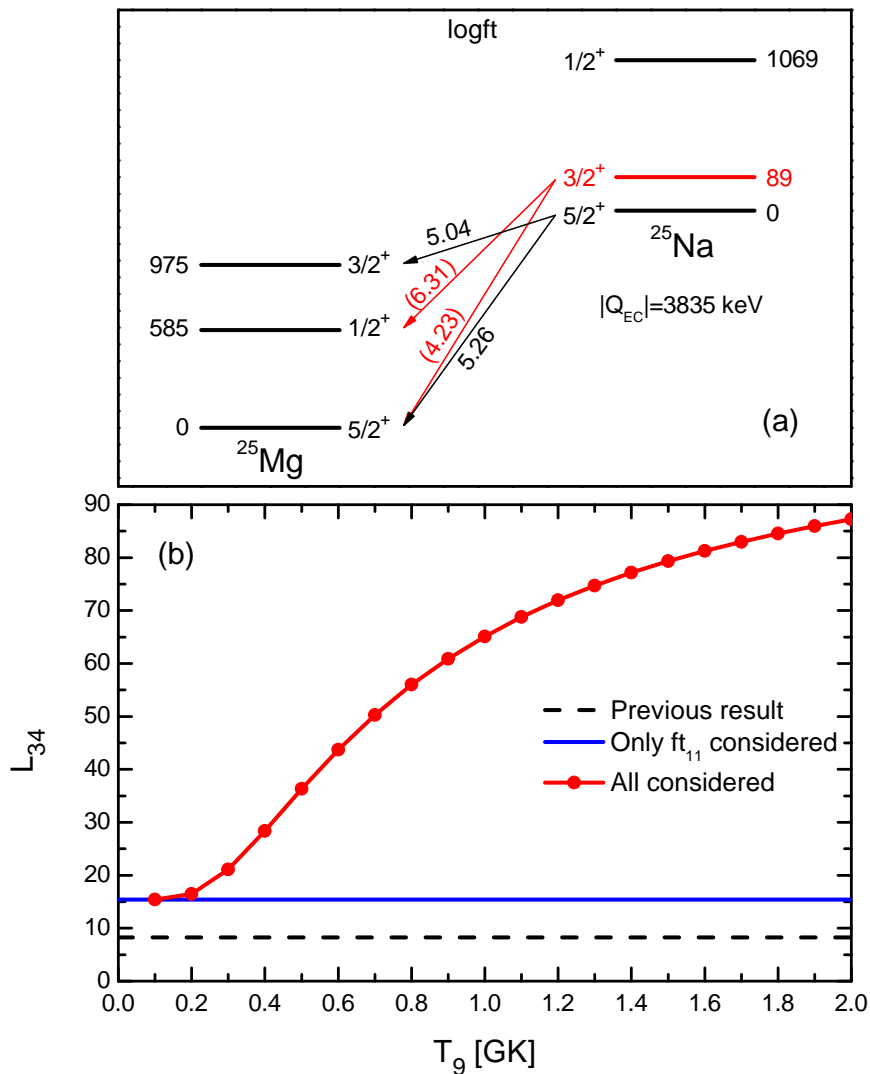 logft
1/2+ 1069
3/2+ 89
5/2+ 0
25Na
5.04
975 3/2+
(6.31)
|QEC|=3835 keV
585 1/2+
(4.23)
5.26
0 5/2+
25Mg
(a)
90
(b)
80
70
60
50
Previous result
40
Only ft11 considered
All considered
30
20
10
0
L34
0.0 0.2 0.4 0.6 0.8 1.0 1.2 1.4 1.6 1.8 2.0
T9 [GK]